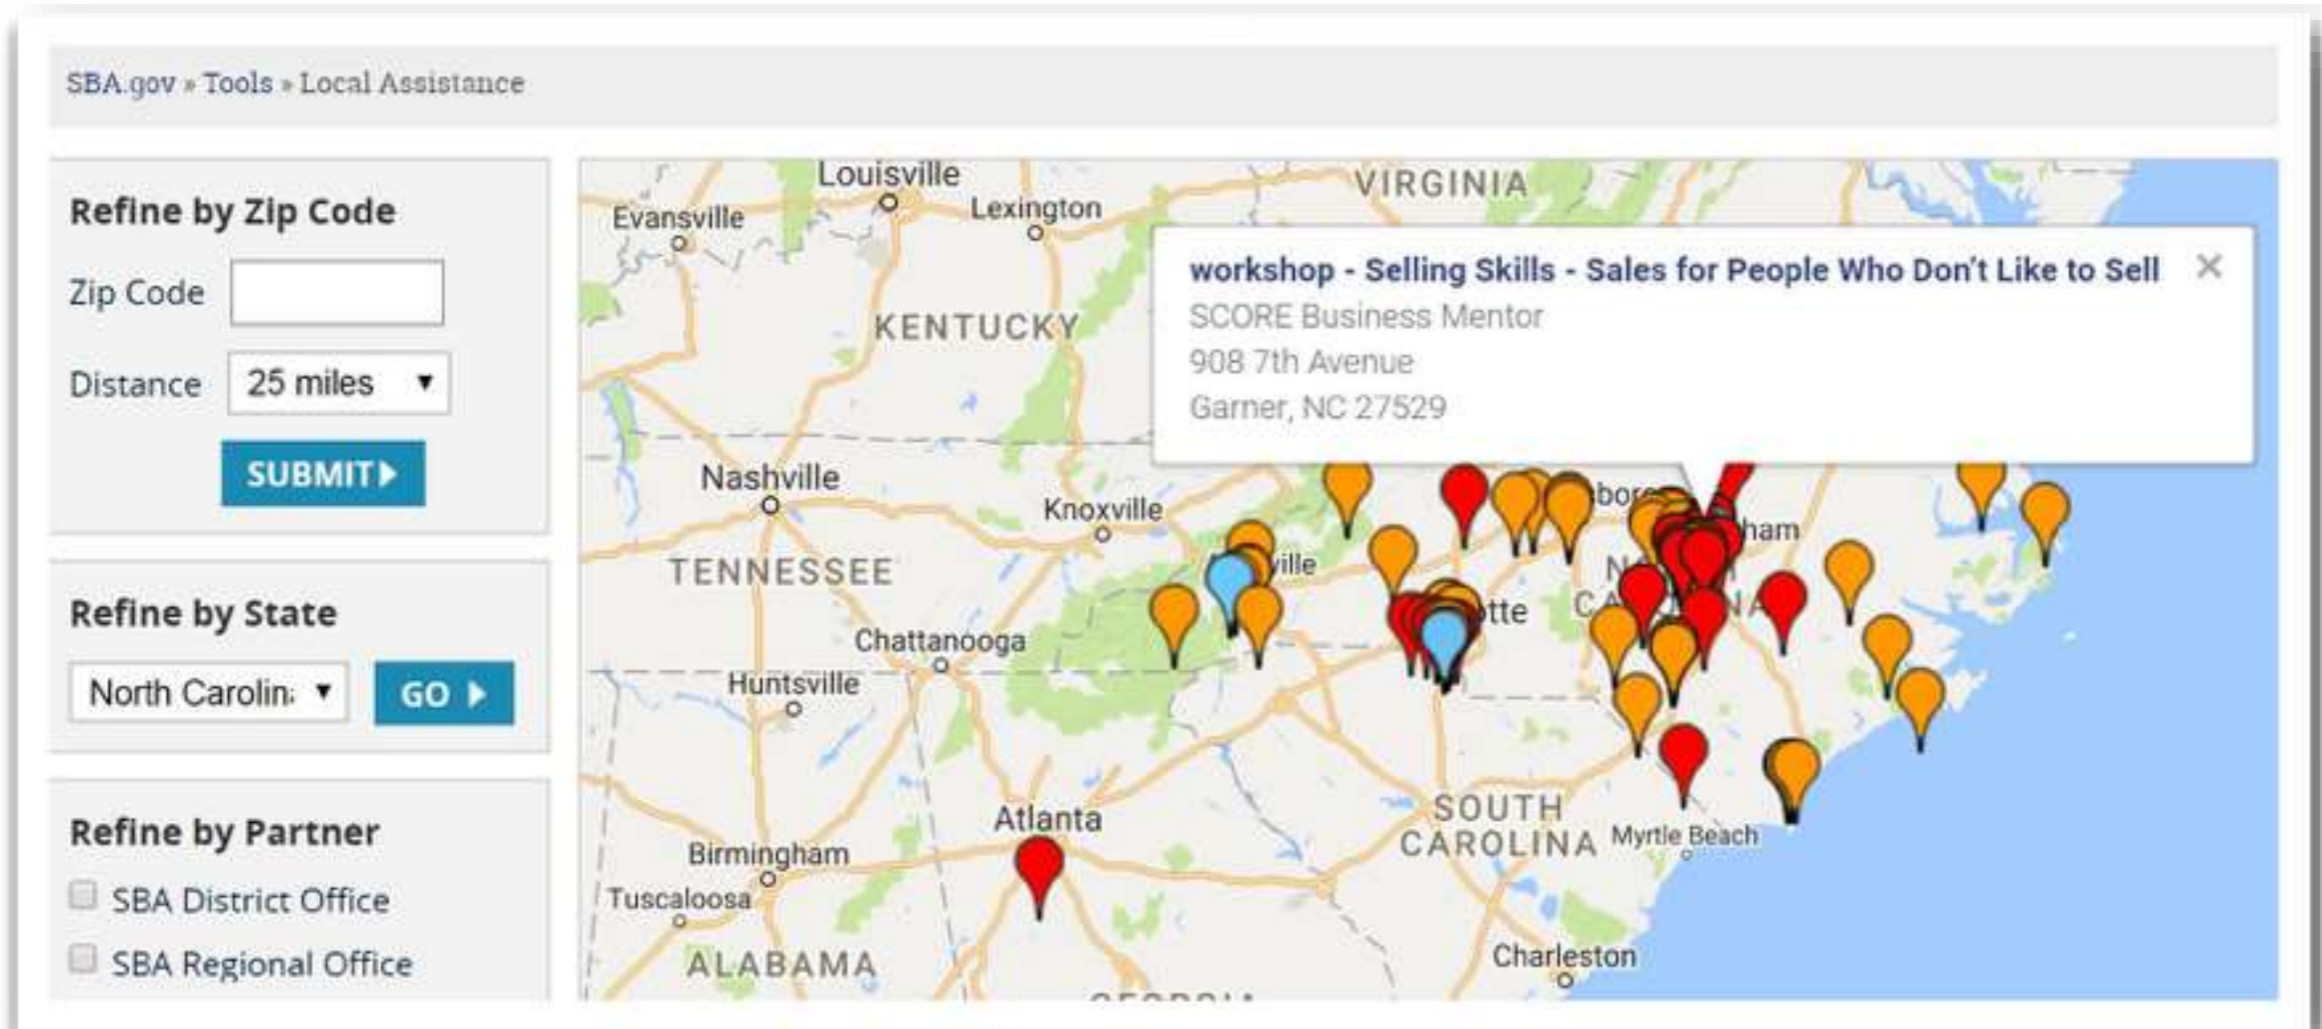 SBA.gov » Tools » Local Assistance
Refine by Zip Code
Zip Code
Distance 25 miles
SUBMIT
Refine by State
North Carolin
GO
Refine by Partner
SBA District Office
SBA Regional Office
Louisville
VIRGINIA
Evansville
Lexington
workshop - Selling Skills - Sales for People Who Don't Like to Sell
SCORE Business Mentor
908 7th Avenue
Garner, NC 27529
KENTUCKY
Nashville
Knoxville
TENNESSEE
Chattanooga
Huntsville
Atlanta
SOUTH
CAROLINA
Myrtle Beach
Birmingham
Tuscaloosa
ALABAMA
Charleston